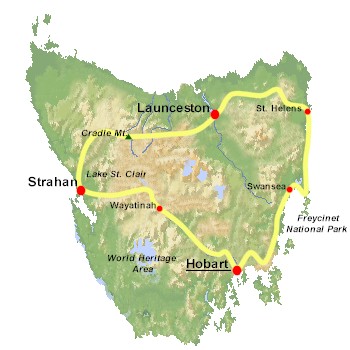 Launceston
St. Helens
Cradle Mt.
Lake St. Clair
Strahan
Swansea
Wayatinah
Freycinet
National Park
World Heritage
Area
Hobart